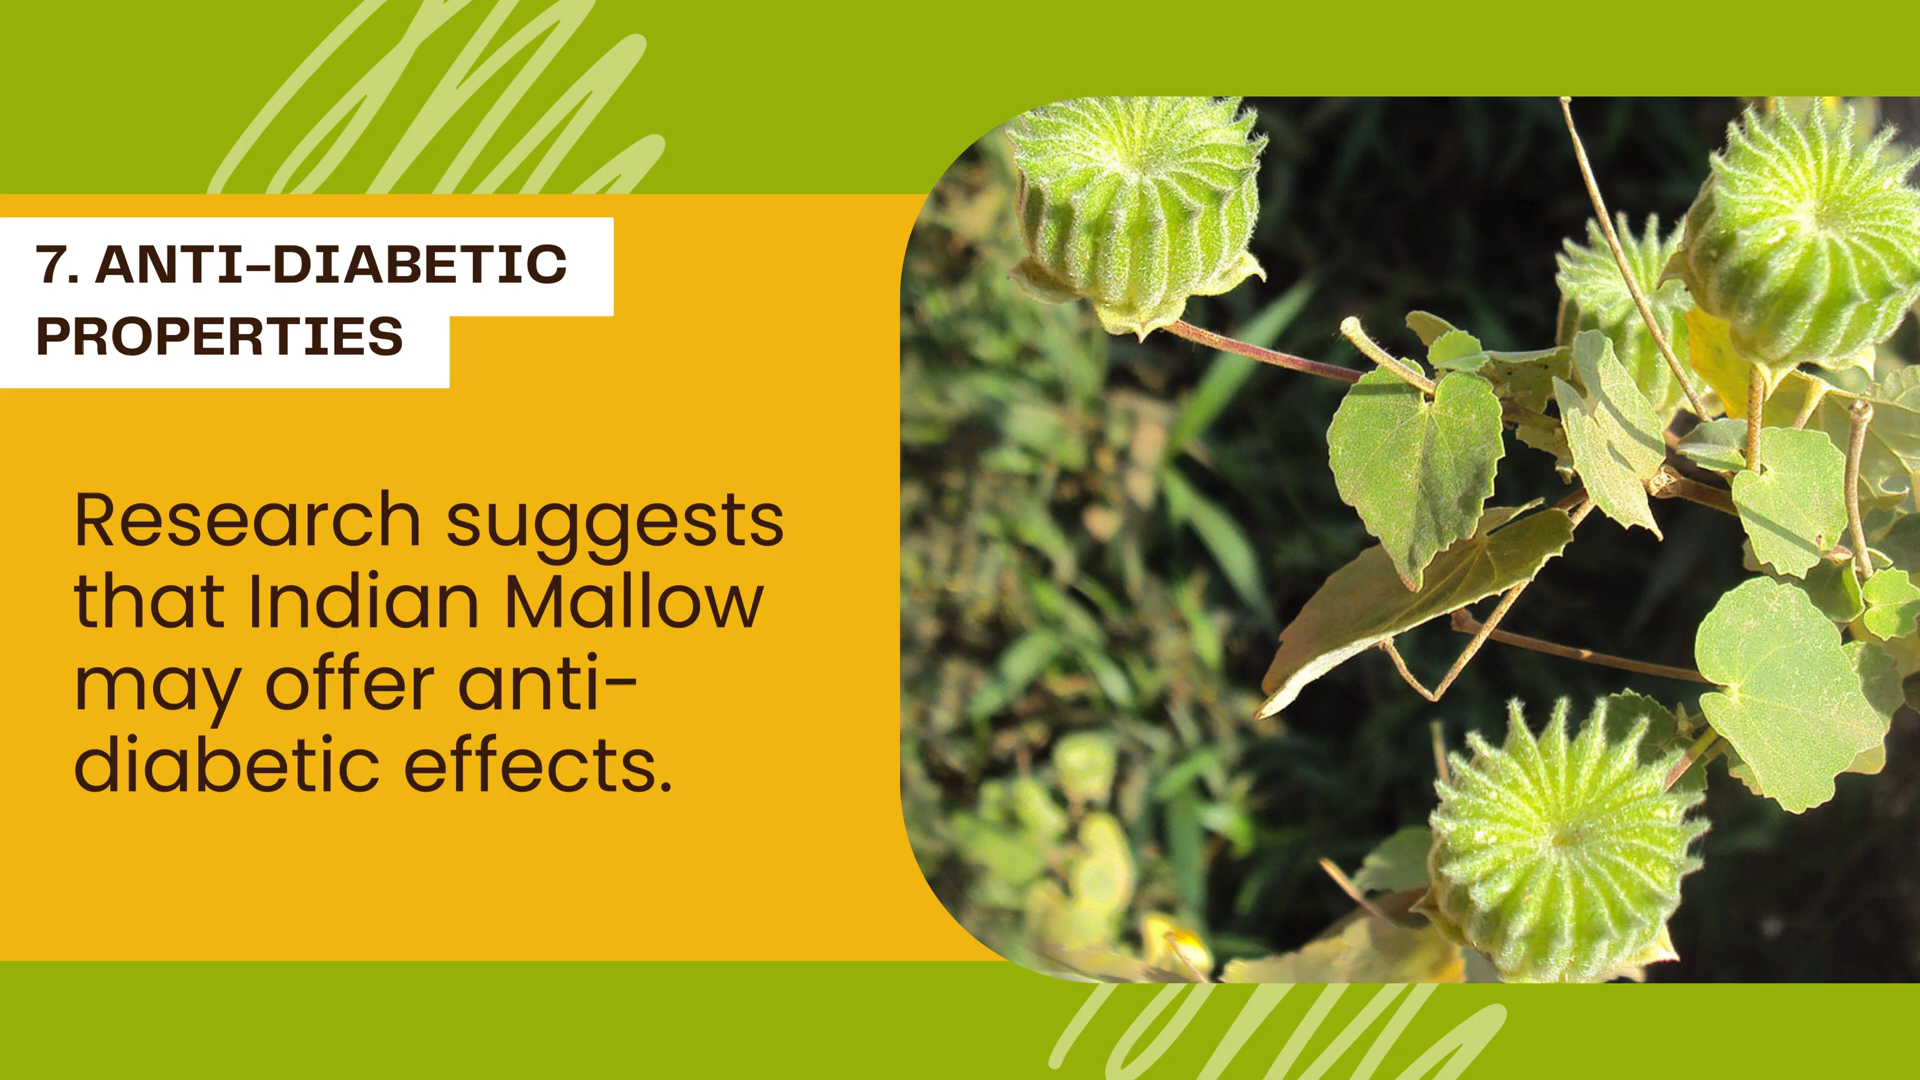 7. ANTI–DIABETIC
PROPERTIES
Research suggests
that Indian Mallow
may offer anti-
diabetic effects.